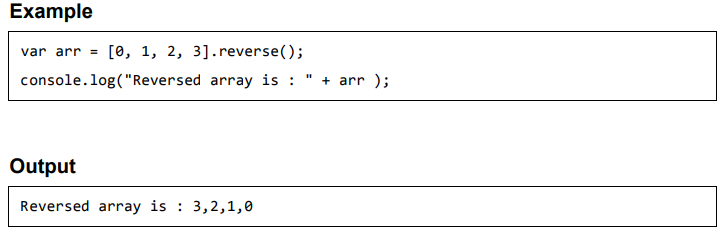 Example
var arr = [0, 1, 2, 3].reverse();
console.log("Reversed array is : " + arr );
Output
Reversed array is : 3,2,1,0